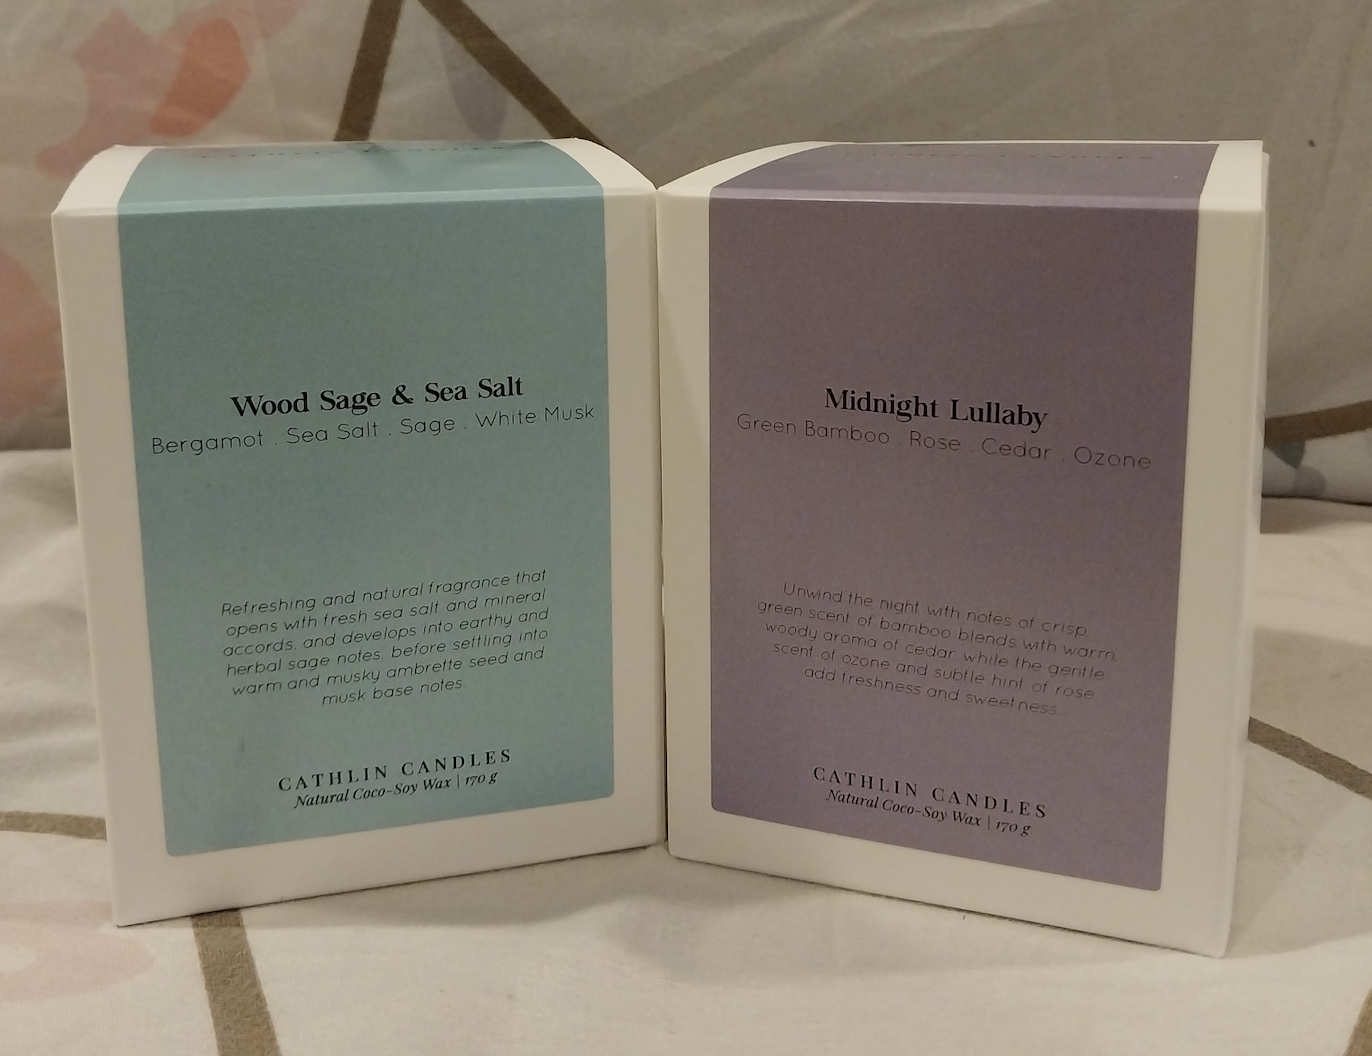 CATHLIN CANDLES
Wood Sage & Sea Salt
Bergamot . Sea Salt . Sage . White Musk
Refreshing and natural fragrance that
opens with fresh sea salt and mineral
accords, and develops into earthy and
herbal sage notes, before settling into
warm and musky ambrette seed and
musk base notes.
CATHLIN CANDLES
Natural Coco-Soy Wax | 170 g
CATHLIN CANDLES
Midnight Lullaby
Green Bamboo . Rose . Cedar . Ozone
Unwind the night with notes of crisp
green scent of bamboo blends with warm,
woody aroma of cedar, while the gentle
scent of ozone and subtle hint of rose
add freshness and sweetness.
CATHLIN CANDLES
Natural Coco-Soy Wax | 170 g